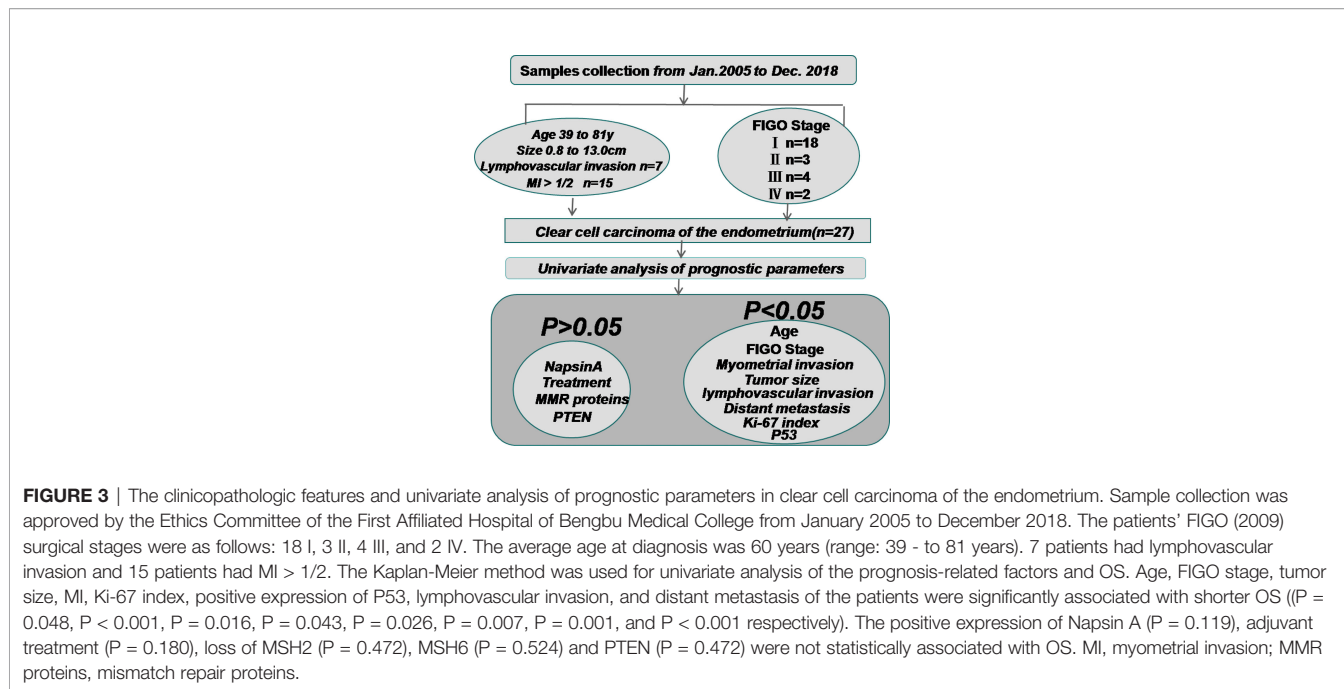 Samples collection from Jan.2005 to Dec. 2018
Age 39 to 81y
Size 0.8 to 13.0cm
Lymphovascular invasion n=7
MI > 1/2 n=15
FIGO Stage
Ⅰ n=18
Ⅱ n=3
Ⅲ n=4
Ⅳ n=2
Clear cell carcinoma of the endometrium(n=27)
Univariate analysis of prognostic parameters
P>0.05
NapsinA
Treatment
MMR proteins
PTEN
P<0.05
Age
FIGO Stage
Myometrial invasion
Tumor size
lymphovascular invasion
Distant metastasis
Ki-67 index
P53
FIGURE 3 | The clinicopathologic features and univariate analysis of prognostic parameters in clear cell carcinoma of the endometrium. Sample collection was
approved by the Ethics Committee of the First Affiliated Hospital of Bengbu Medical College from January 2005 to December 2018. The patients' FIGO (2009)
surgical stages were as follows: 18 I, 3 II, 4 III, and 2 IV. The average age at diagnosis was 60 years (range: 39 - to 81 years). 7 patients had lymphovascular
invasion and 15 patients had MI > 1/2. The Kaplan-Meier method was used for univariate analysis of the prognosis-related factors and OS. Age, FIGO stage, tumor
size, MI, Ki-67 index, positive expression of P53, lymphovascular invasion, and distant metastasis of the patients were significantly associated with shorter OS ((P =
0.048, P < 0.001, P = 0.016, P = 0.043, P = 0.026, P = 0.007, P = 0.001, and P < 0.001 respectively). The positive expression of Napsin A (P = 0.119), adjuvant
treatment (P = 0.180), loss of MSH2 (P = 0.472), MSH6 (P = 0.524) and PTEN (P = 0.472) were not statistically associated with OS. MI, myometrial invasion; MMR
proteins, mismatch repair proteins.